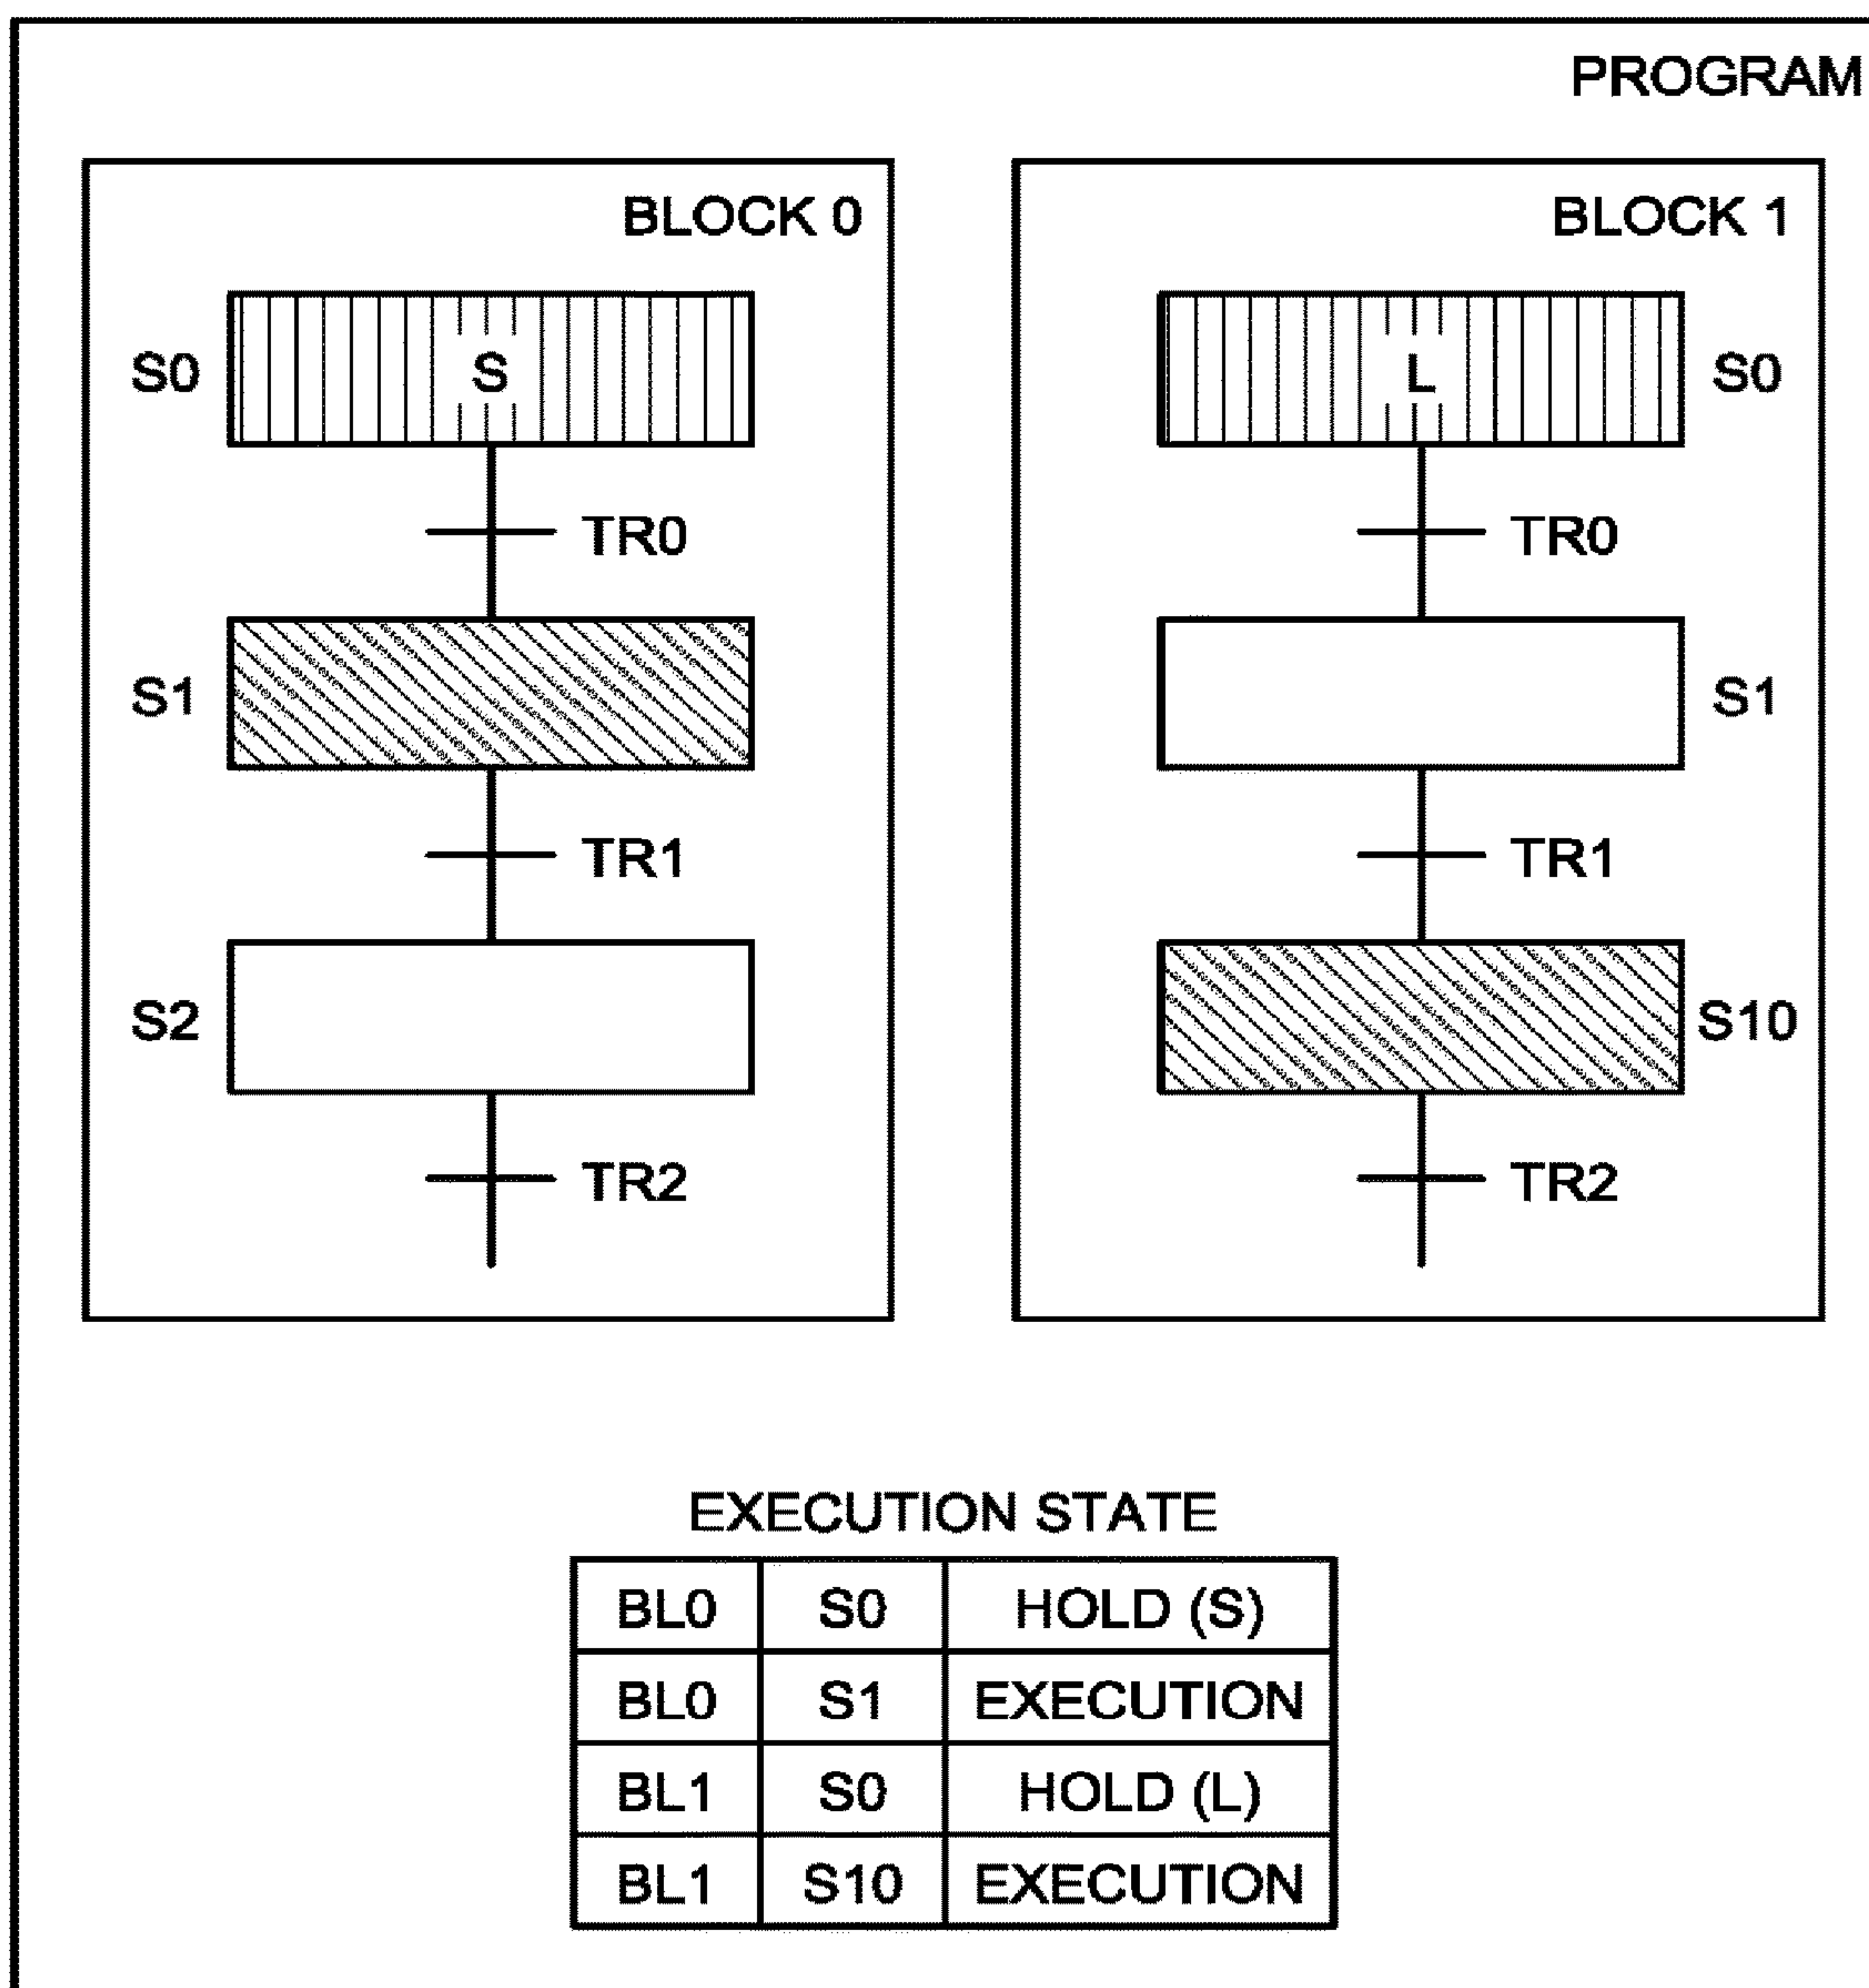 PROGRAM
BLOCK 0
S0
S
TR0
S1
TR1
S2
TR2
BLOCK 1
L
S0
TR0
S1
TR1
S10
TR2
EXECUTION STATE
BL0 S0 HOLD (S)
BL0 S1 EXECUTION
BL1 S0 HOLD (L)
BL1 S10 EXECUTION